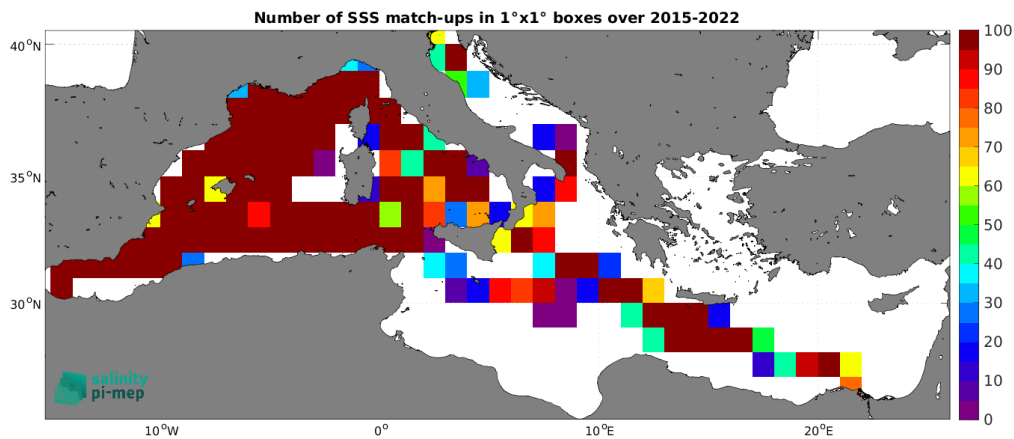 Number of SSS match-ups in 1°x1° boxes over 2015-2022
40°N
35°N
30°N
10°W
0°
10°E
20°E
100
90
80
70
60
50
40
30
20
10
0
salinity
pi-mep